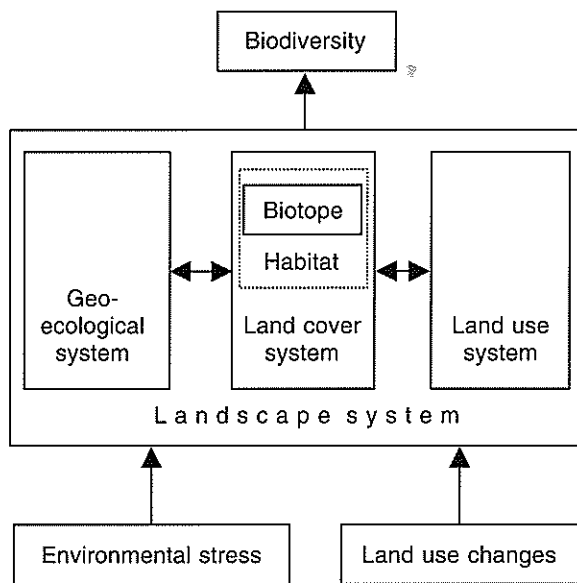 Biodiversity
Biotope
Habitat
Geo-
ecological
system
Land cover
system
Land use
system
Landscape system
Environmental stress
Land use changes